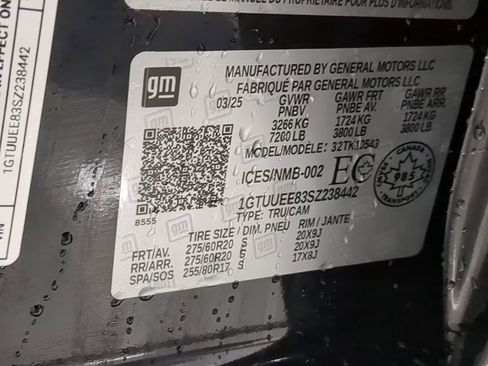 MANUFACTURED BY GENERAL MOTORS LLC
FABRIQUÉ PAR GENERAL MOTORS LLC
gm
03/25 GVWR GAWR FRT GAWR RR
PNBV PNBE AV. PNBE ARR.
3266 KG 1724 KG 1724 KG
7200 LB 3800 LB 3800 LB
MODEL/MODÈLE: 32TK10543
ICES/NMB-002 EC
CANADA
985
TRANSPORT
8555
1GTUUEE83SZ238442
TYPE: TRU/CAM
TIRE SIZE / DIM. PNEU RIM / JANTE
FRT/AV. 275/60R20 S 20X9J
RR/ARR. 275/60R20 S 20X9J
SPA/SOS 255/80R17 S 17X8J
1GTUUEE83SZ238442
VIN